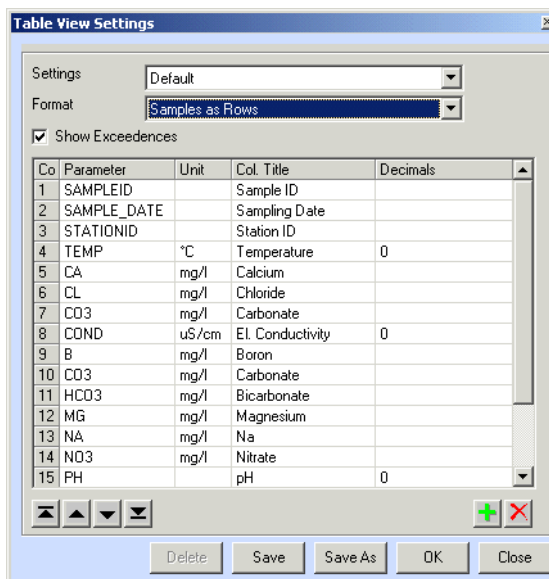 Table View Settings
Settings Default
Format Samples as Rows
Show Exceedences
Co Parameter Unit Col. Title Decimals
1 SAMPLEID Sample ID
2 SAMPLE_DATE Sampling Date
3 STATIONID Station ID
4 TEMP °C Temperature 0
5 CA mg/l Calcium
6 CL mg/l Chloride
7 CO3 mg/l Carbonate
8 COND uS/cm El. Conductivity 0
9 B mg/l Boron
10 CO3 mg/l Carbonate
11 HCO3 mg/l Bicarbonate
12 MG mg/l Magnesium
13 NA mg/l Na
14 NO3 mg/l Nitrate
15 PH pH 0
Delete Save Save As OK Close